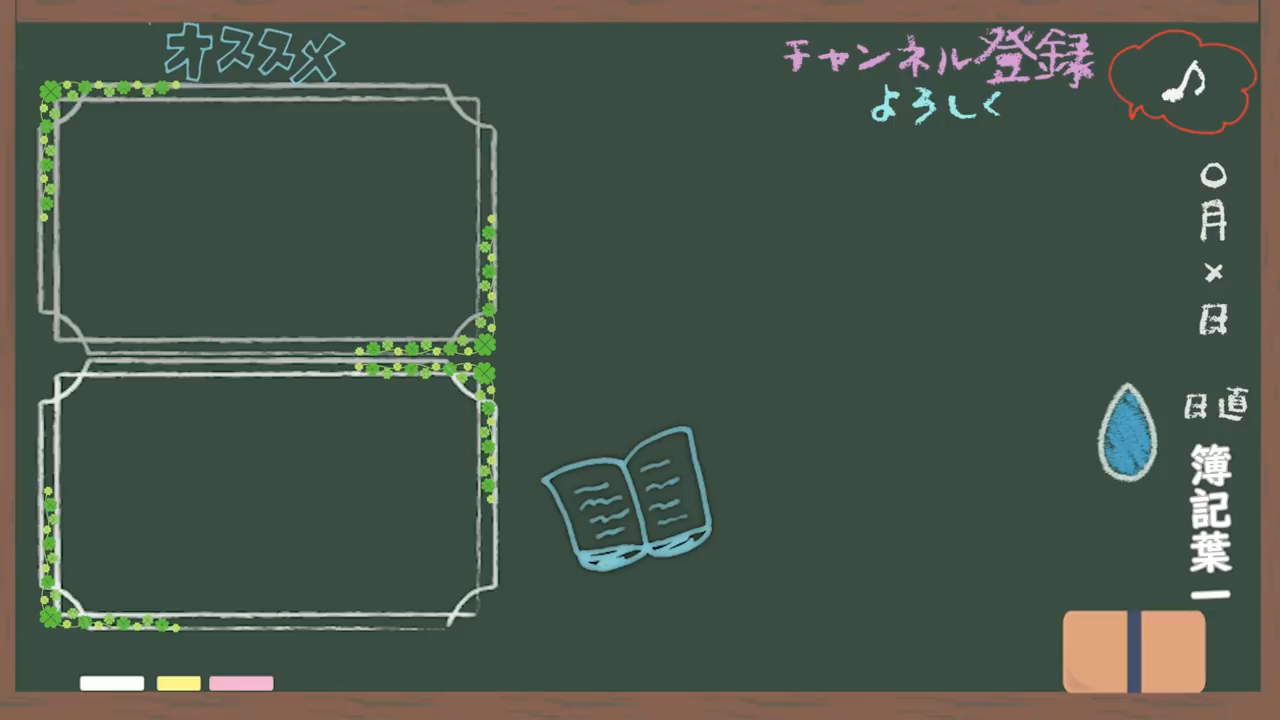 オススメ
チャンネル登録
よろしく
〇月×日
日直
簿記葉一